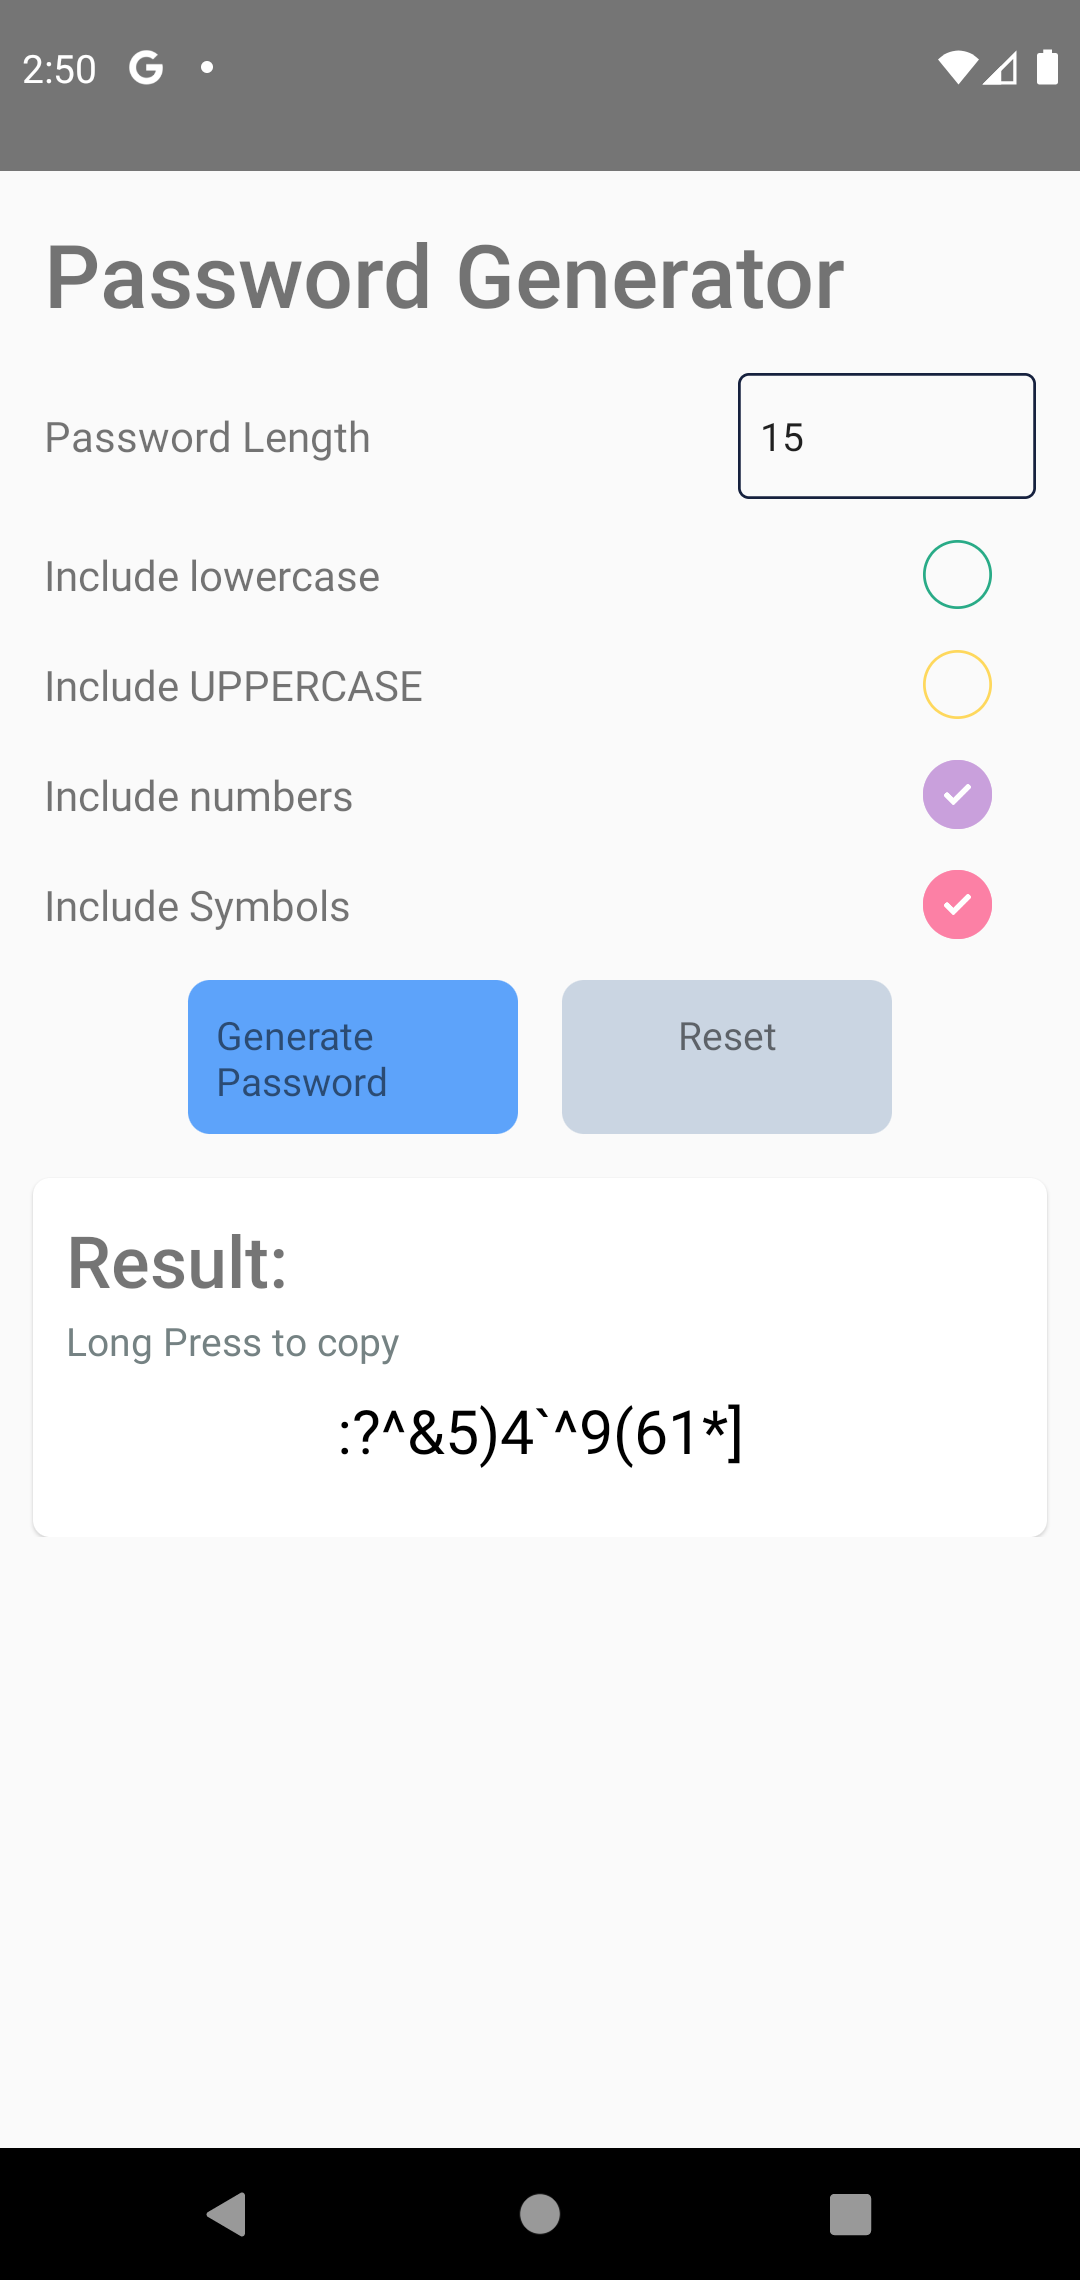 2:50
Password Generator
Password Length
15
Include lowercase
Include UPPERCASE
Include numbers
Include Symbols
Generate
Password
Reset
Result:
Long Press to copy
:?^&5)4`^9(61*]